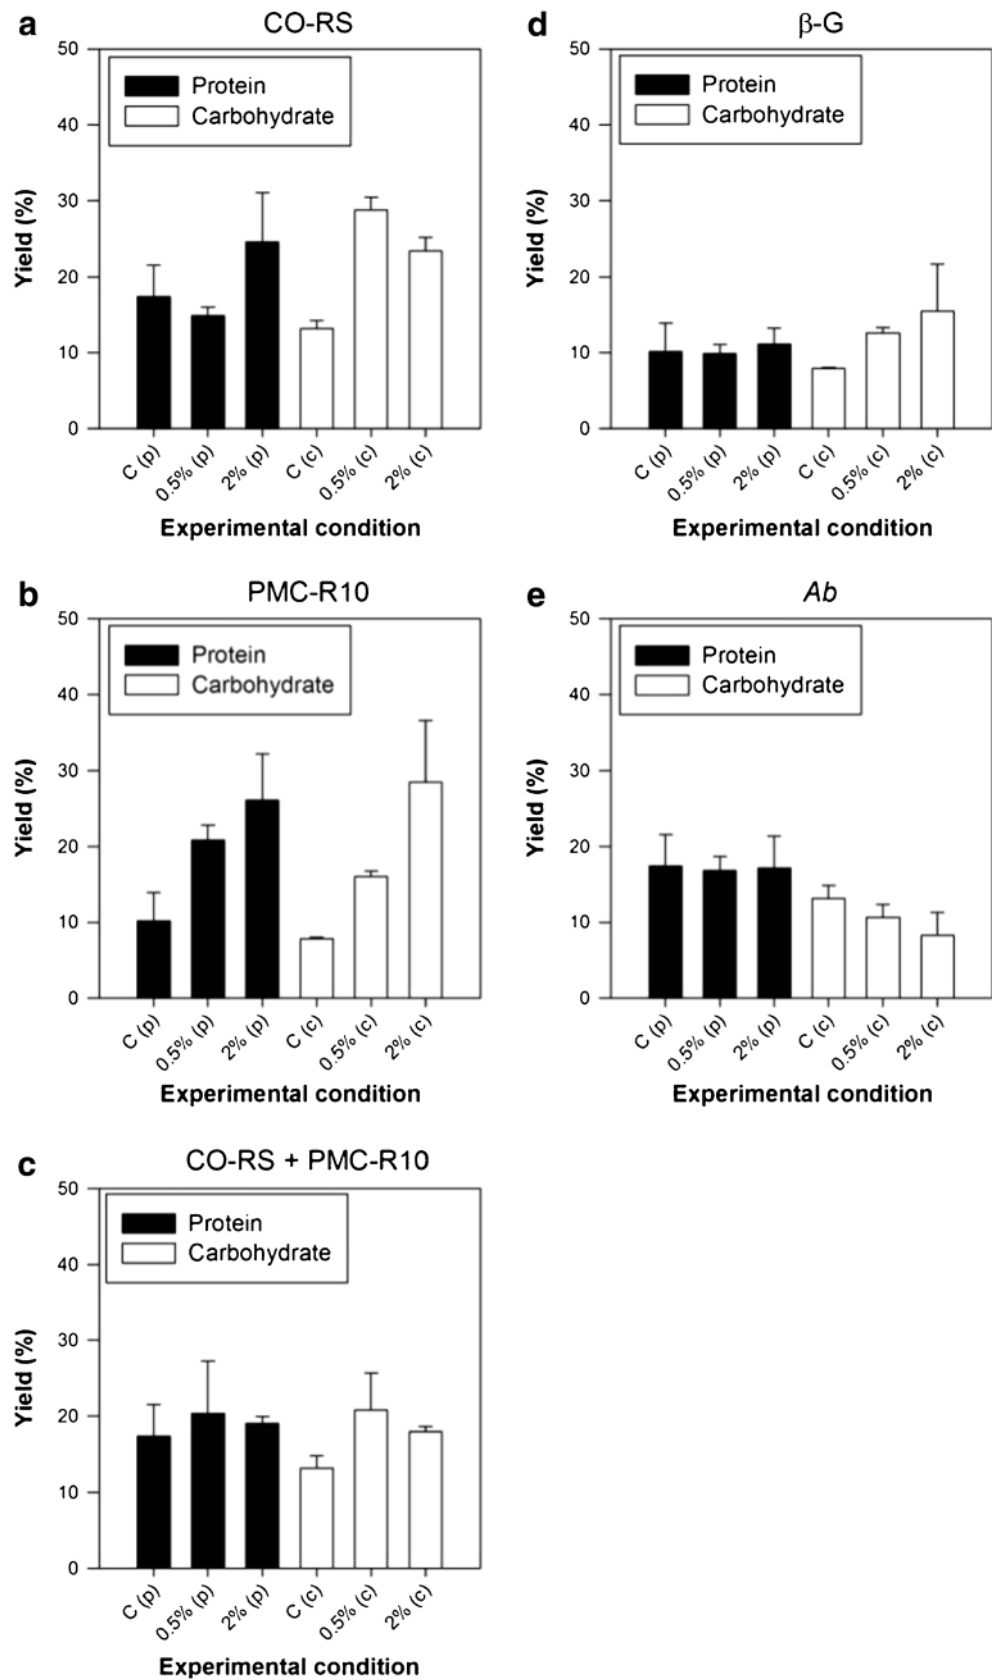 a
CO-RS
50
40
30
20
10
0
Yield (%)
Protein
Carbohydrate
C (p)
0.5% (p)
2% (p)
C (c)
0.5% (c)
2% (c)
Experimental condition
d
β-G
50
40
30
20
10
0
Yield (%)
Protein
Carbohydrate
C (p)
0.5% (p)
2% (p)
C (c)
0.5% (c)
2% (c)
Experimental condition
b
PMC-R10
50
40
30
20
10
0
Yield (%)
Protein
Carbohydrate
C (p)
0.5% (p)
2% (p)
C (c)
0.5% (c)
2% (c)
Experimental condition
e
Ab
50
40
30
20
10
0
Yield (%)
Protein
Carbohydrate
C (p)
0.5% (p)
2% (p)
C (c)
0.5% (c)
2% (c)
Experimental condition
c
CO-RS + PMC-R10
50
40
30
20
10
0
Yield (%)
Protein
Carbohydrate
C (p)
0.5% (p)
2% (p)
C (c)
0.5% (c)
2% (c)
Experimental condition